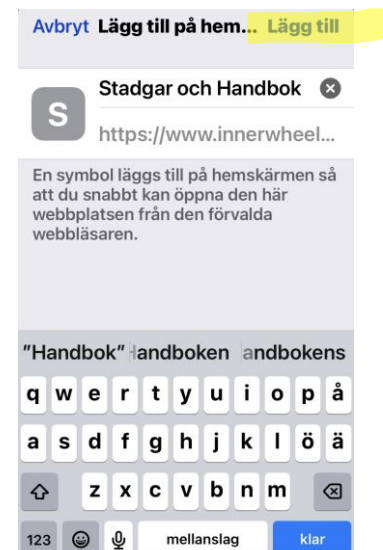 Avbryt Lägg till på hem... Lägg till
Stadgar och Handbok
S
https://www.innerwheel...
En symbol läggs till på hemskärmen så
att du snabbt kan öppna den här
webbplatsen från den förvalda
webbläsaren.
"Handbok" andboken andbokens
q w e r t y u i o p å
a s d f g h j k l ö ä
z x c v b n m
123 mellanslag klar